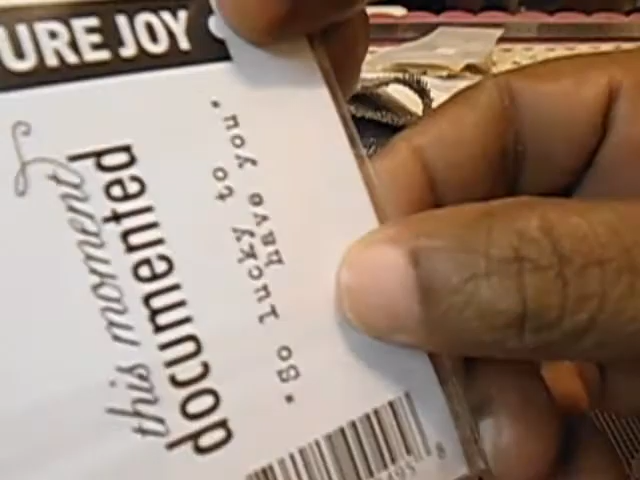 URE JOY
this moment
documented
"So lucky to
have you."